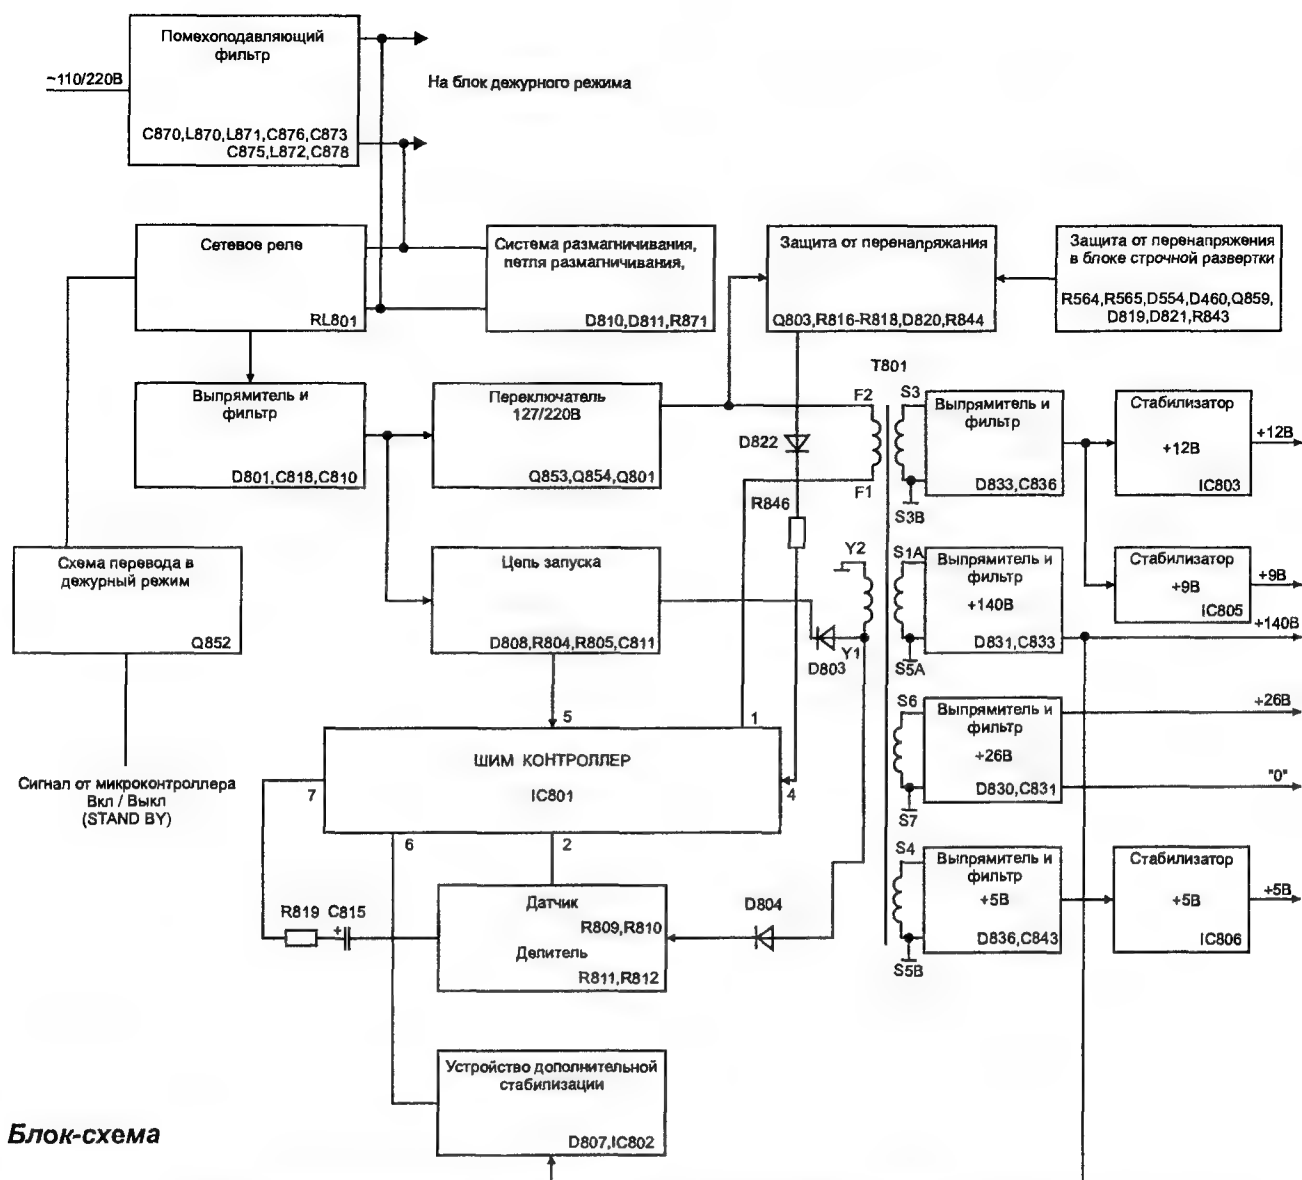 Помехоподавляющий
фильтр
~110/220В
C870,L870,L871,C876,C873
C875,L872,C878
На блок дежурного режима
Сетевое реле
RL801
Система размагничивания,
петля размагничивания,
D810,D811,R871
Защита от перенапряжания
Q803,R816-R818,D820,R844
Защита от перенапряжения
в блоке строчной развертки
R564,R565,D554,D460,Q859,
D819,D821,R843
Выпрямитель и
фильтр
D801,C818,C810
Переключатель
127/220В
Q853,Q854,Q801
T801
F2
F1
D822
R846
S3
S3B
Выпрямитель и
фильтр
D833,C836
Стабилизатор
+12В
IC803
+12В
Схема перевода в
дежурный режим
Q852
Цепь запуска
D808,R804,R805,C811
Y2
Y1
D803
S1A
S5A
Выпрямитель и
фильтр
+140В
D831,C833
Стабилизатор
+9В
IC805
+9В
+140В
5
1
ШИМ КОНТРОЛЛЕР
IC801
7
4
6
2
S6
S7
Выпрямитель и
фильтр
+26В
D830,C831
+26В
"0"
Сигнал от микроконтроллера
Вкл / Выкл
(STAND BY)
R819
C815
+
Датчик
R809,R810
Делитель
R811,R812
D804
S4
S5B
Выпрямитель и
фильтр
+5В
D836,C843
Стабилизатор
+5В
IC806
+5В
Устройство дополнительной
стабилизации
D807,IC802
Блок-схема